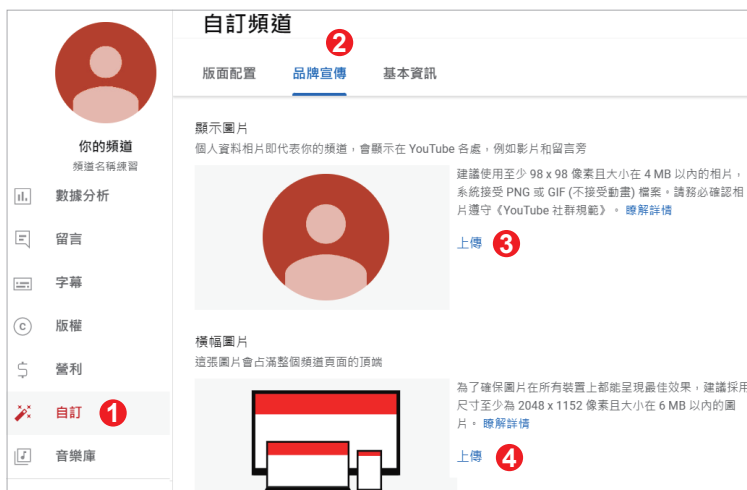 自訂頻道
2
版面配置 品牌宣傳 基本資訊
你的頻道
頻道名稱練習
數據分析
留言
字幕
版權
營利
自訂 1
音樂庫
顯示圖片
個人資料相片即代表你的頻道，會顯示在 YouTube 各處，例如影片和留言旁
建議使用至少 98 x 98 像素且大小在 4 MB 以內的相片，
系統接受 PNG 或 GIF (不接受動畫) 檔案。請務必確認相
片遵守《YouTube 社群規範》。 瞭解詳情
上傳 3
橫幅圖片
這張圖片會占滿整個頻道頁面的頂端
為了確保圖片在所有裝置上都能呈現最佳效果，建議採用
尺寸至少為 2048 x 1152 像素且大小在 6 MB 以內的圖
片。 瞭解詳情
上傳 4